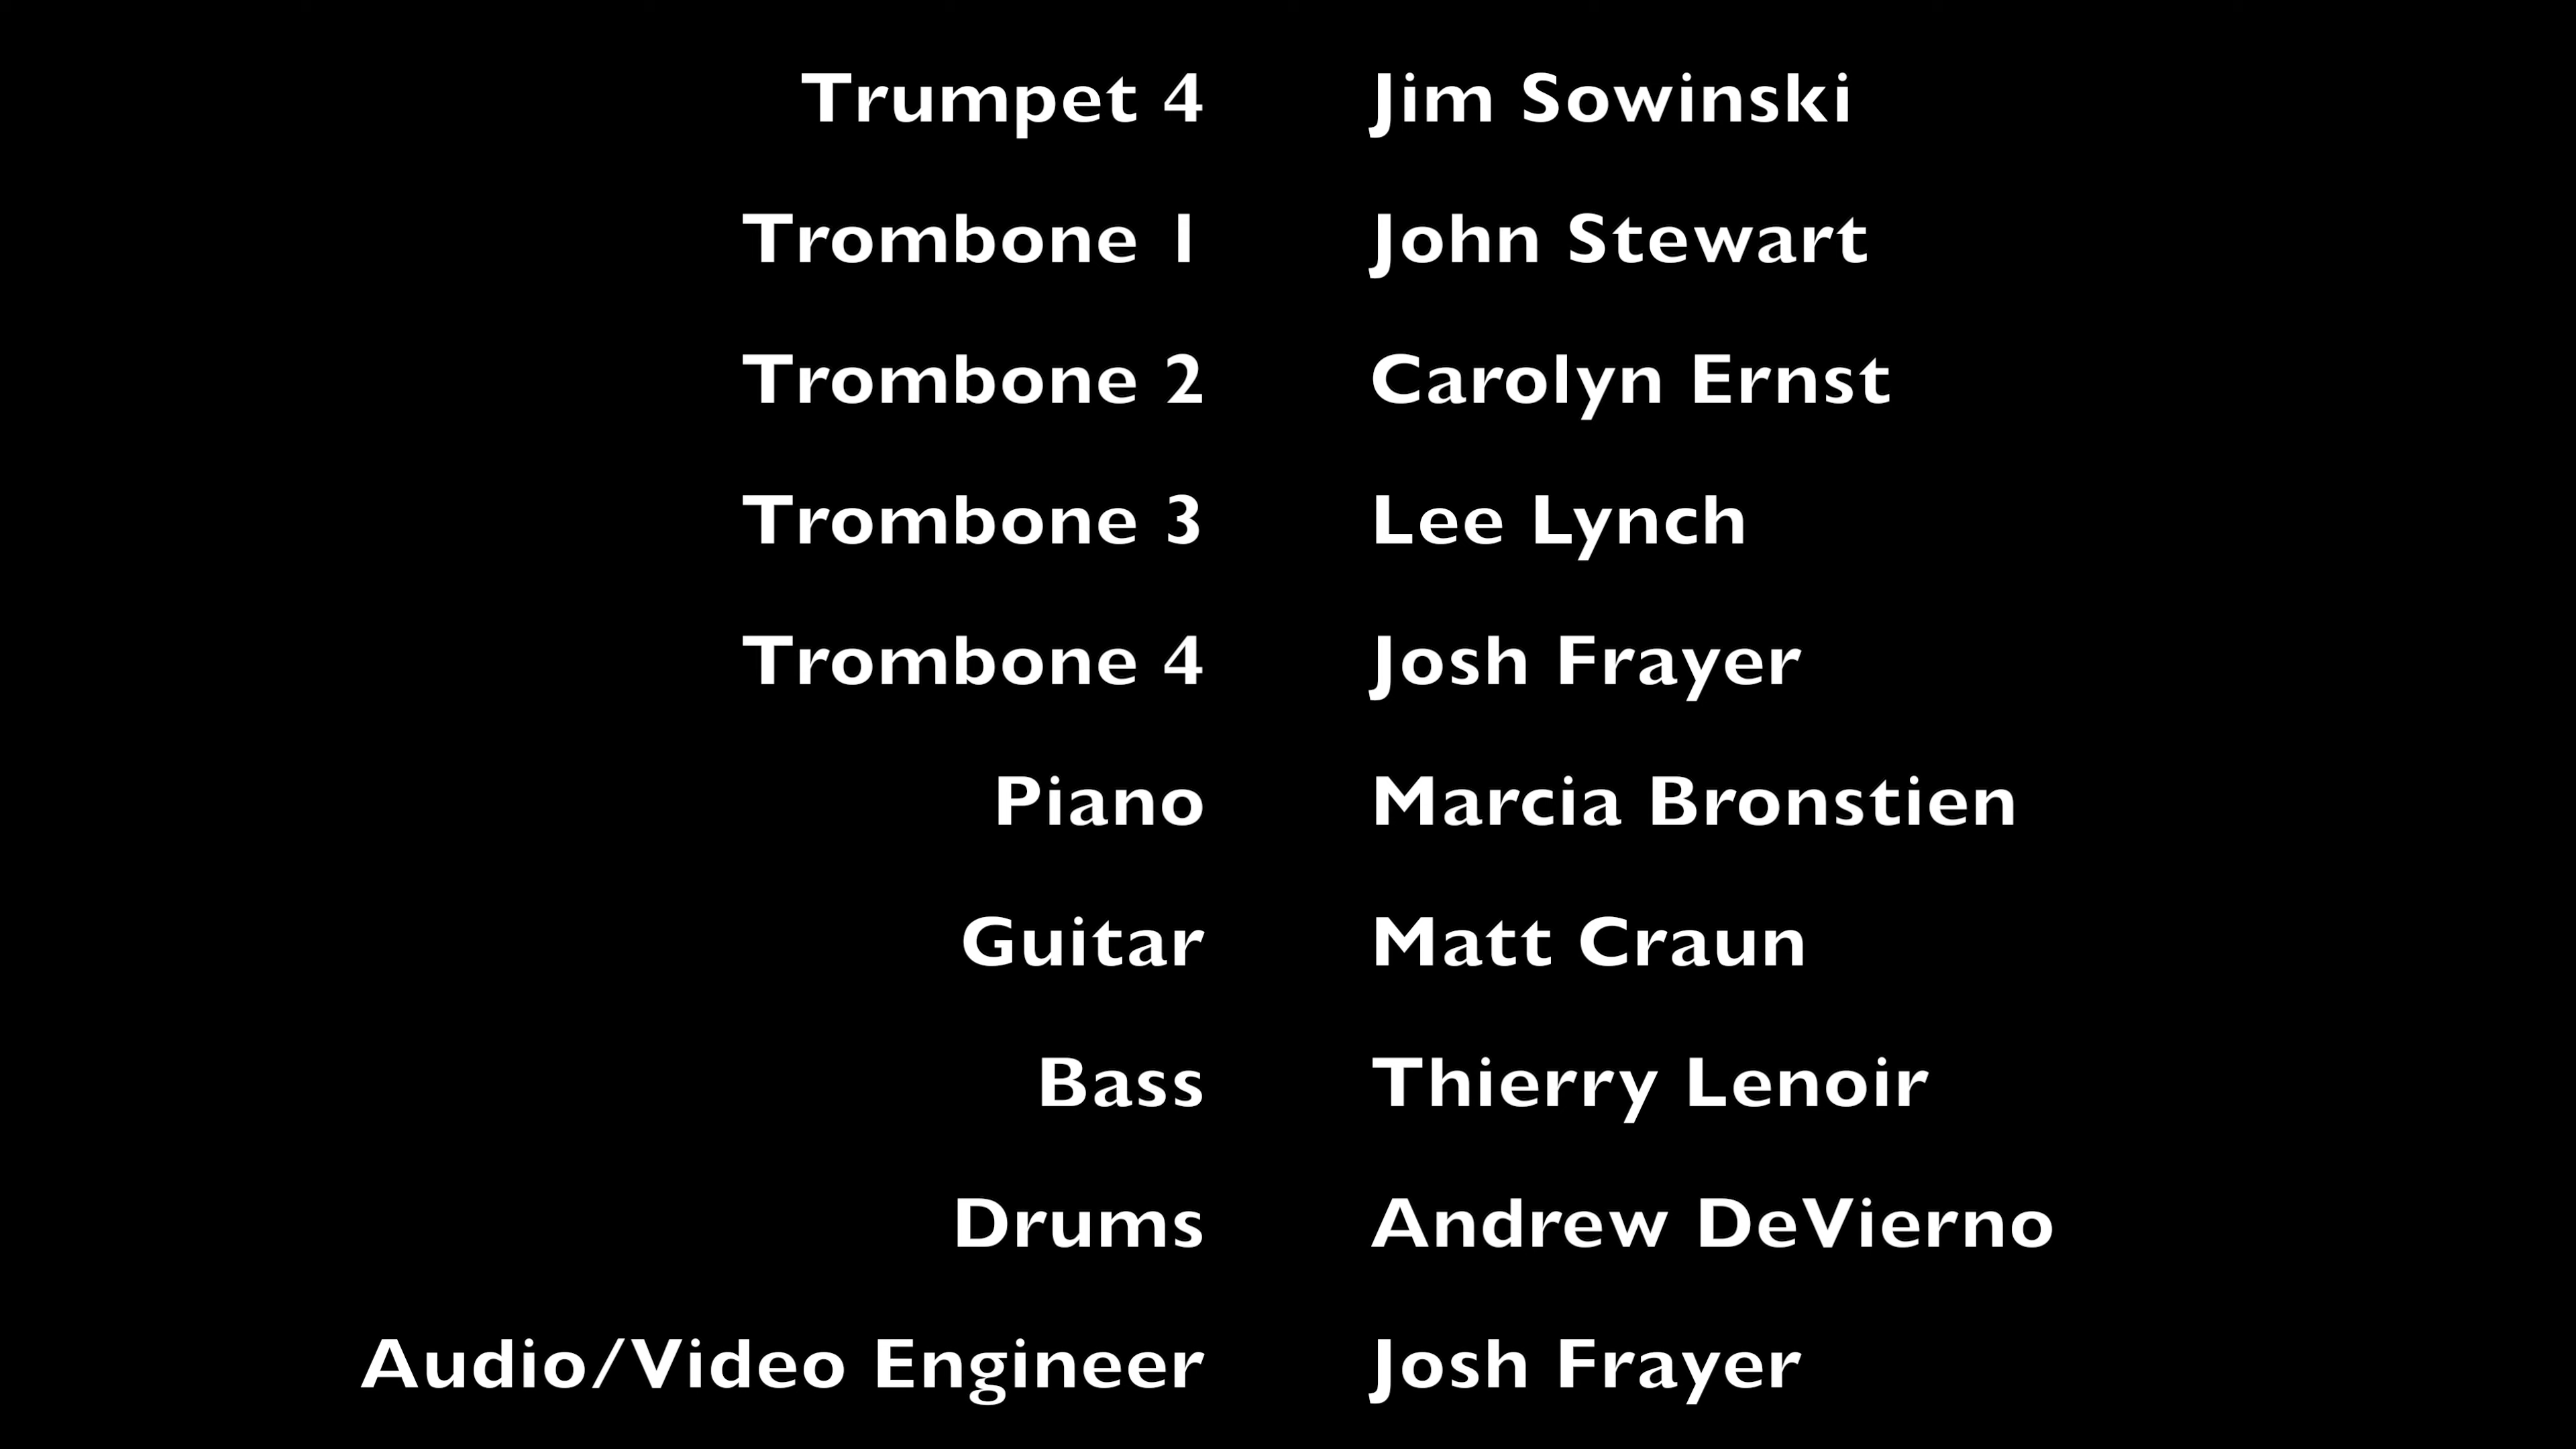 Trumpet 4 Jim Sowinski
Trombone 1 John Stewart
Trombone 2 Carolyn Ernst
Trombone 3 Lee Lynch
Trombone 4 Josh Frayer
Piano Marcia Bronstien
Guitar Matt Craun
Bass Thierry Lenoir
Drums Andrew DeVierno
Audio/Video Engineer Josh Frayer